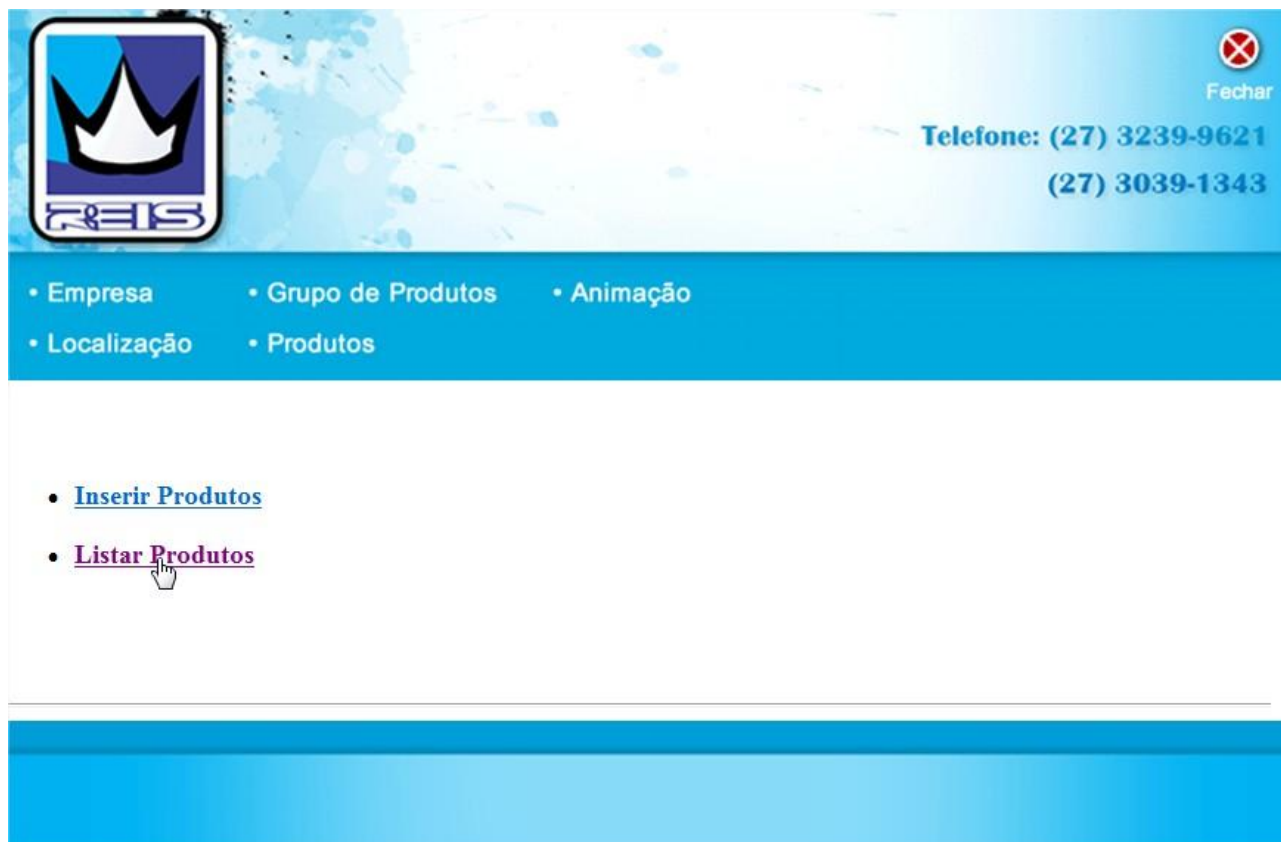 REIS
Fechar
Telefone: (27) 3239-9621
(27) 3039-1343
• Empresa • Grupo de Produtos • Animação
• Localização • Produtos
• Inserir Produtos
• Listar Produtos